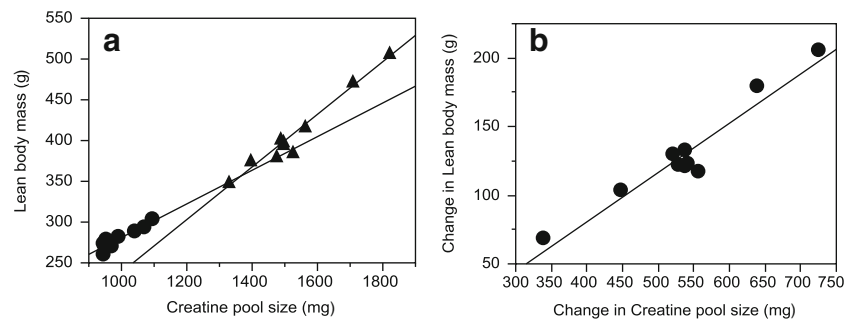 a
550
500
450
400
350
300
250
Lean body mass (g)
1000 1200 1400 1600 1800
Creatine pool size (mg)
b
200
150
100
50
Change in Lean body mass (g)
300 350 400 450 500 550 600 650 700 750
Change in Creatine pool size (mg)